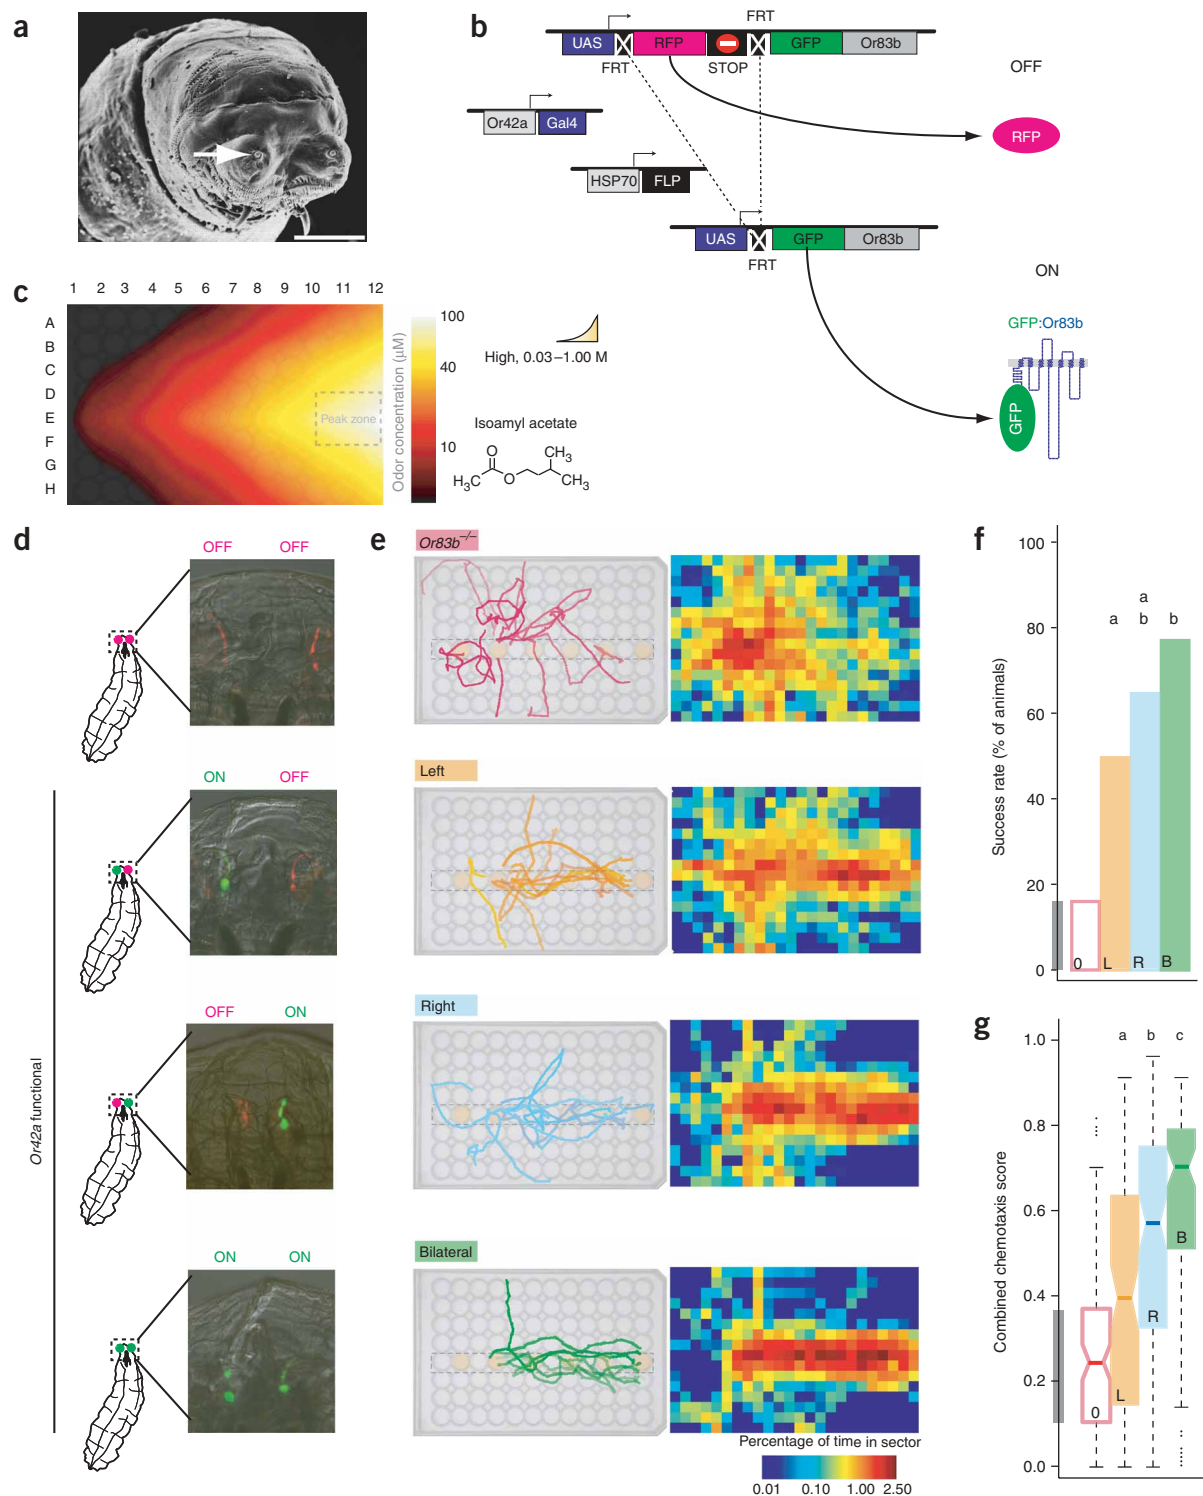 a
b
FRT
UAS
RFP
GFP
Or83b
FRT
STOP
OFF
Or42a
Gal4
RFP
HSP70
FLP
UAS
GFP
Or83b
FRT
ON
GFP:Or83b
GFP
c
1 2 3 4 5 6 7 8 9 10 11 12
A
B
C
D
E
F
G
H
Peak zone
Odor concentration (µM)
100
40
10
High, 0.03–1.00 M
Isoamyl acetate
O
CH3
H3C
O
CH3
d
OFF OFF
ON OFF
OFF ON
ON ON
Or42a functional
e
Or83b−/−
Left
Right
Bilateral
Percentage of time in sector
0.01 0.10 1.00 2.50
f
Success rate (% of animals)
100
80
60
40
20
0
a
a
b
b
0 L R B
g
Combined chemotaxis score
1.0
0.8
0.6
0.4
0.2
0.0
a b c
0
L
R
B